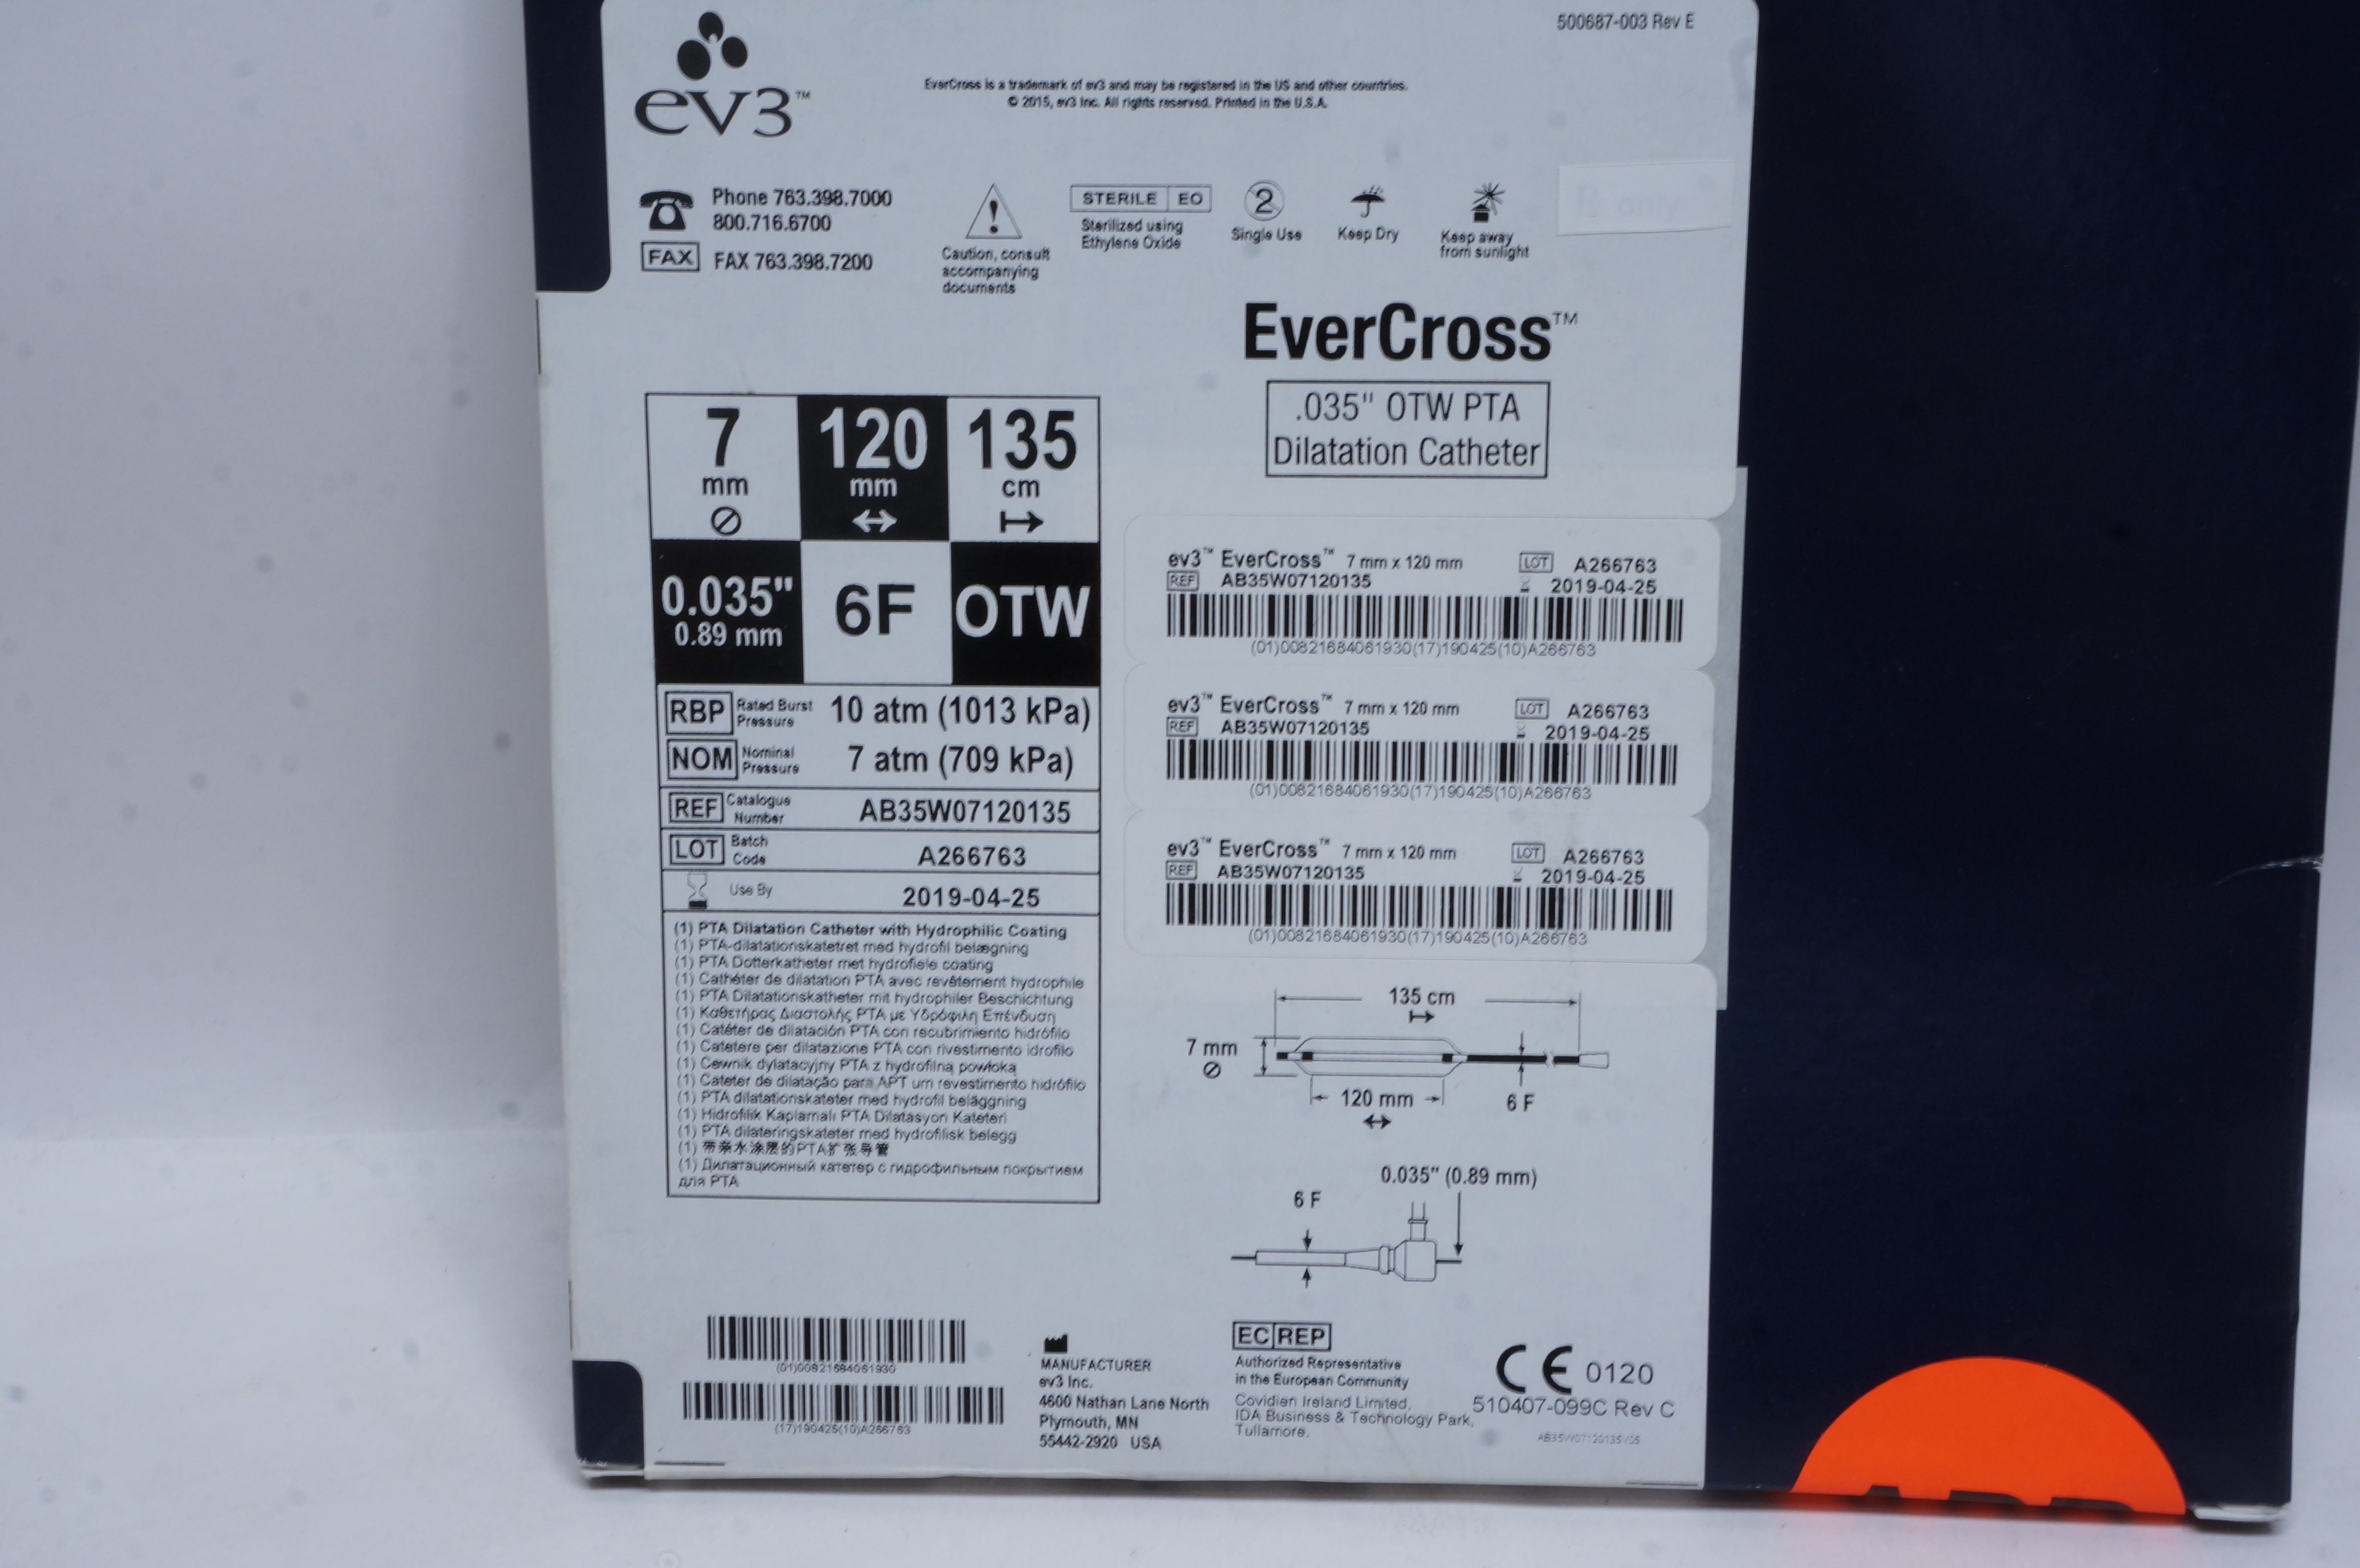 500687-003 Rev E
ev3™
EverCross is a trademark of ev3 and may be registered in the US and other countries.
© 2015, ev3 Inc. All rights reserved. Printed in the U.S.A.
Phone 763.398.7000
800.716.6700
FAX FAX 763.398.7200
Caution, consult
accompanying
documents
STERILE EO
Sterilized using
Ethylene Oxide
2
Single Use
Keep Dry
Keep away
from sunlight
only
EverCross™
.035" OTW PTA
Dilatation Catheter
7 mm
120 mm
135 cm
0.035"
0.89 mm
6F
OTW
RBP Rated Burst Pressure 10 atm (1013 kPa)
NOM Nominal Pressure 7 atm (709 kPa)
REF Catalogue Number AB35W07120135
LOT Batch Code A266763
Use By 2019-04-25
(1) PTA Dilatation Catheter with Hydrophilic Coating
(1) PTA-dilatationskatetret med hydrofil belægning
(1) PTA Dotterkatheter met hydrofiele coating
(1) Cathéter de dilatation PTA avec revêtement hydrophile
(1) PTA Dilatationskatheter mit hydrophiler Beschichtung
(1) Καθετήρας Διαστολής PTA με Υδρόφιλη Επένδυση
(1) Catéter de dilatación PTA con recubrimiento hidrófilo
(1) Catetere per dilatazione PTA con rivestimento idrofilo
(1) Cewnik dylatacyjny PTA z hydrofilną powłoką
(1) Cateter de dilatação para APT um revestimento hidrófilo
(1) PTA dilatationskateter med hydrofil beläggning
(1) Hidrofilik Kaplamalı PTA Dilatasyon Kateteri
(1) PTA dilateringskateter med hydrofilisk belegg
(1) 带亲水涂层的PTA扩张导管
(1) Дилатационный катетер с гидрофильным покрытием
для PTA
ev3™ EverCross™ 7 mm x 120 mm LOT A266763
REF AB35W07120135 2019-04-25
(01)00821684061930(17)190425(10)A266763
ev3™ EverCross™ 7 mm x 120 mm LOT A266763
REF AB35W07120135 2019-04-25
(01)00821684061930(17)190425(10)A266763
ev3™ EverCross™ 7 mm x 120 mm LOT A266763
REF AB35W07120135 2019-04-25
(01)00821684061930(17)190425(10)A266763
135 cm
7 mm
120 mm
6 F
0.035" (0.89 mm)
6 F
(01)00821684061930
(17)190425(10)A266763
MANUFACTURER
ev3 Inc.
4600 Nathan Lane North
Plymouth, MN
55442-2920 USA
EC REP
Authorized Representative
in the European Community
Covidien Ireland Limited,
IDA Business & Technology Park,
Tullamore.
CE 0120
510407-099C Rev C